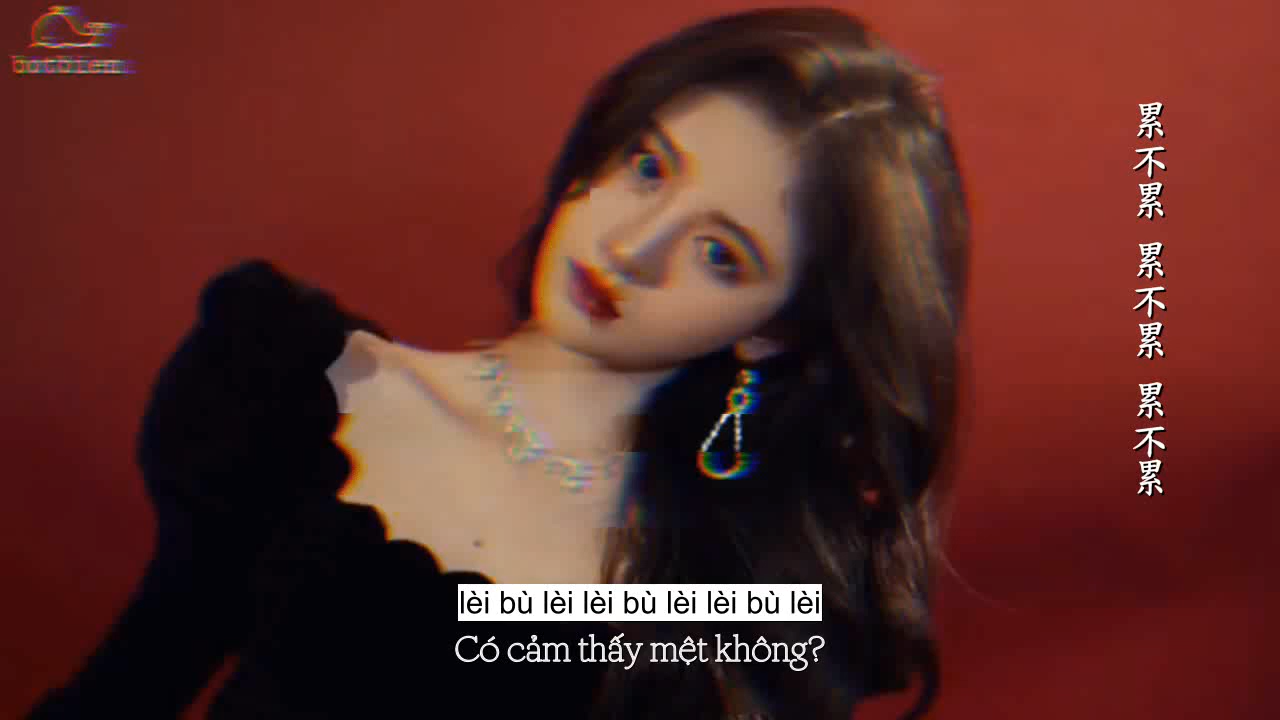 累不累 累不累 累不累
lèi bù lèi lèi bù lèi lèi bù lèi
Có cảm thấy mệt không?